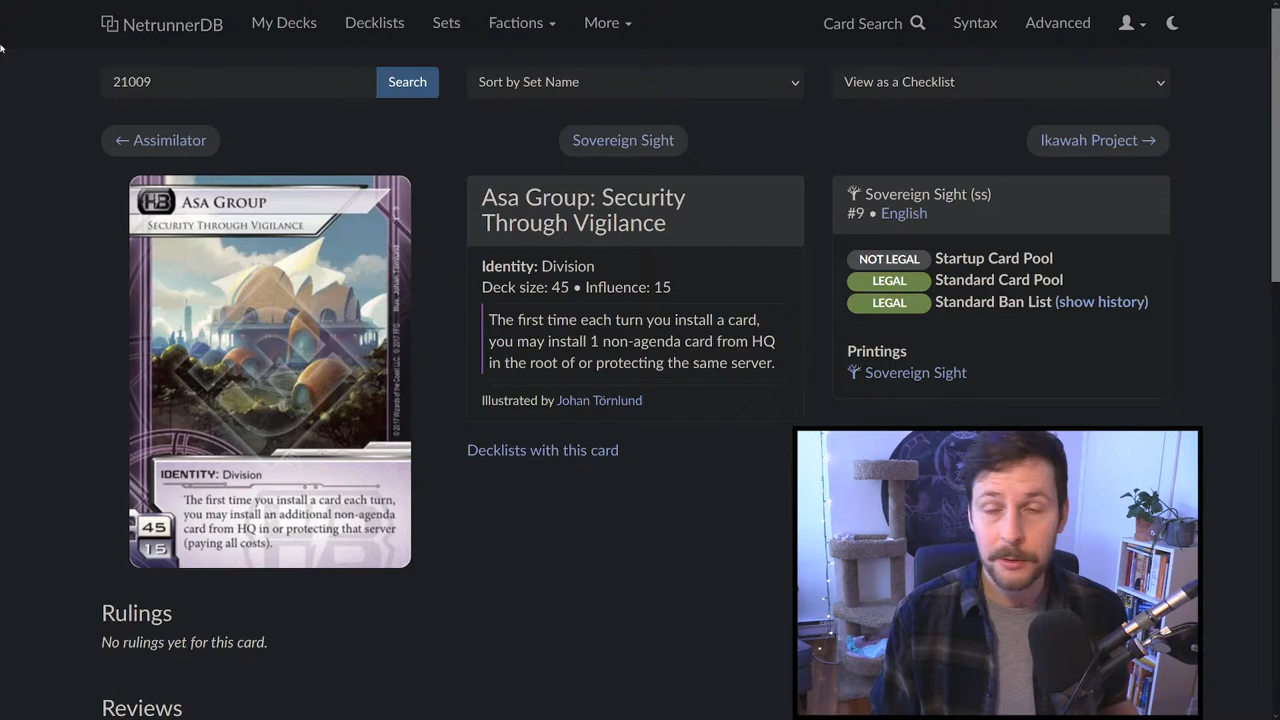 NetrunnerDB
My Decks
Decklists
Sets
Factions
More
Card Search
Syntax
Advanced
21009
Search
Sort by Set Name
View as a Checklist
← Assimilator
Sovereign Sight
Ikawah Project →
HB
ASA GROUP
SECURITY THROUGH VIGILANCE
IDENTITY: Division
The first time you install a card each turn,
you may install an additional non-agenda
card from HQ in or protecting that server
(paying all costs).
45
15
Asa Group: Security
Through Vigilance
Identity: Division
Deck size: 45 • Influence: 15
The first time each turn you install a card,
you may install 1 non-agenda card from HQ
in the root of or protecting the same server.
Illustrated by Johan Törnlund
Decklists with this card
Sovereign Sight (ss)
#9 • English
NOT LEGAL Startup Card Pool
LEGAL Standard Card Pool
LEGAL Standard Ban List (show history)
Printings
Sovereign Sight
Rulings
No rulings yet for this card.
Reviews